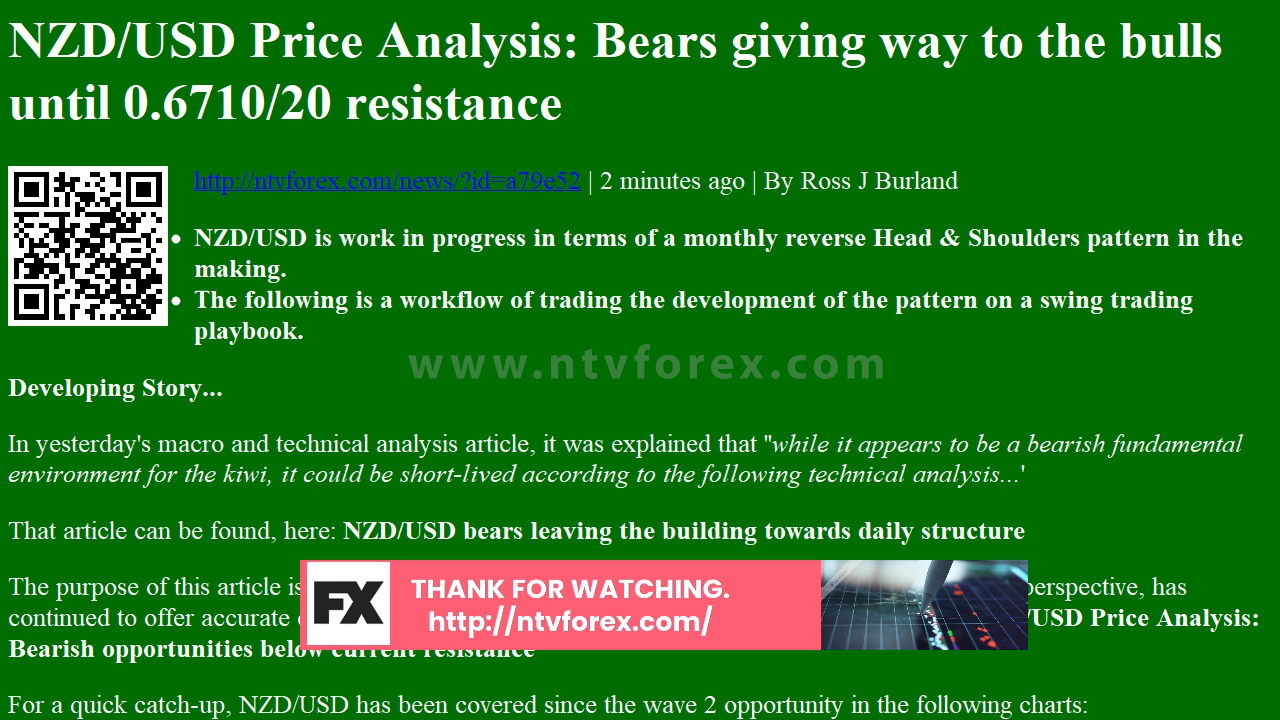 NZD/USD Price Analysis: Bears giving way to the bulls
until 0.6710/20 resistance
http://ntvforex.com/news/?id=a79e52 | 2 minutes ago | By Ross J Burland
NZD/USD is work in progress in terms of a monthly reverse Head & Shoulders pattern in the
making.
The following is a workflow of trading the development of the pattern on a swing trading
playbook.
www.ntvforex.com
Developing Story...
In yesterday's macro and technical analysis article, it was explained that "while it appears to be a bearish fundamental
environment for the kiwi, it could be short-lived according to the following technical analysis...'
That article can be found, here: NZD/USD bears leaving the building towards daily structure
The purpose of this article is perspective, has
continued to offer accurate /USD Price Analysis:
Bearish opportunities below current resistance
FX
THANK FOR WATCHING.
http://ntvforex.com/
For a quick catch-up, NZD/USD has been covered since the wave 2 opportunity in the following charts: